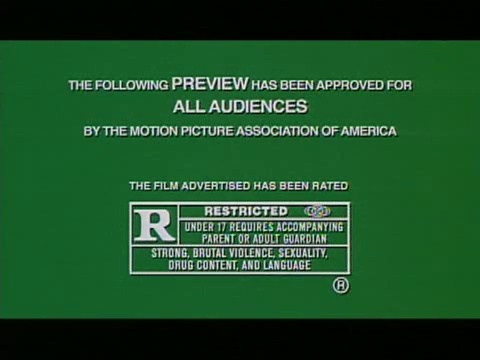 THE FOLLOWING PREVIEW HAS BEEN APPROVED FOR
ALL AUDIENCES
BY THE MOTION PICTURE ASSOCIATION OF AMERICA
THE FILM ADVERTISED HAS BEEN RATED
R RESTRICTED
UNDER 17 REQUIRES ACCOMPANYING
PARENT OR ADULT GUARDIAN
STRONG, BRUTAL VIOLENCE, SEXUALITY,
DRUG CONTENT, AND LANGUAGE
®